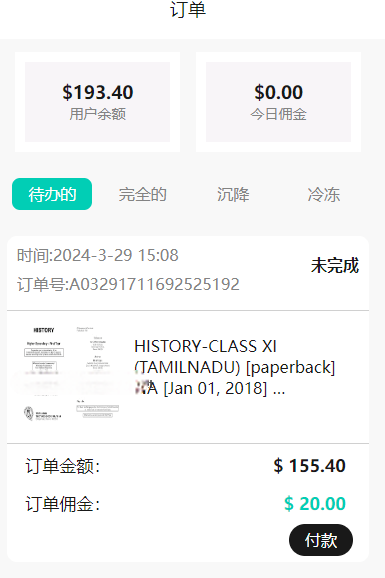 订单
$193.40
$0.00
用户余额
今日佣金
待办的
完全的
沉降
冷冻
时间:2024-3-29 15:08
未完成
订单号:A03291711692525192
HISTORY
HISTORY-CLASS XI
(TAMILNADU) [paperback]
[Jan 01, 2018] ...
订单金额:
$ 155.40
订单佣金:
$ 20.00
付款